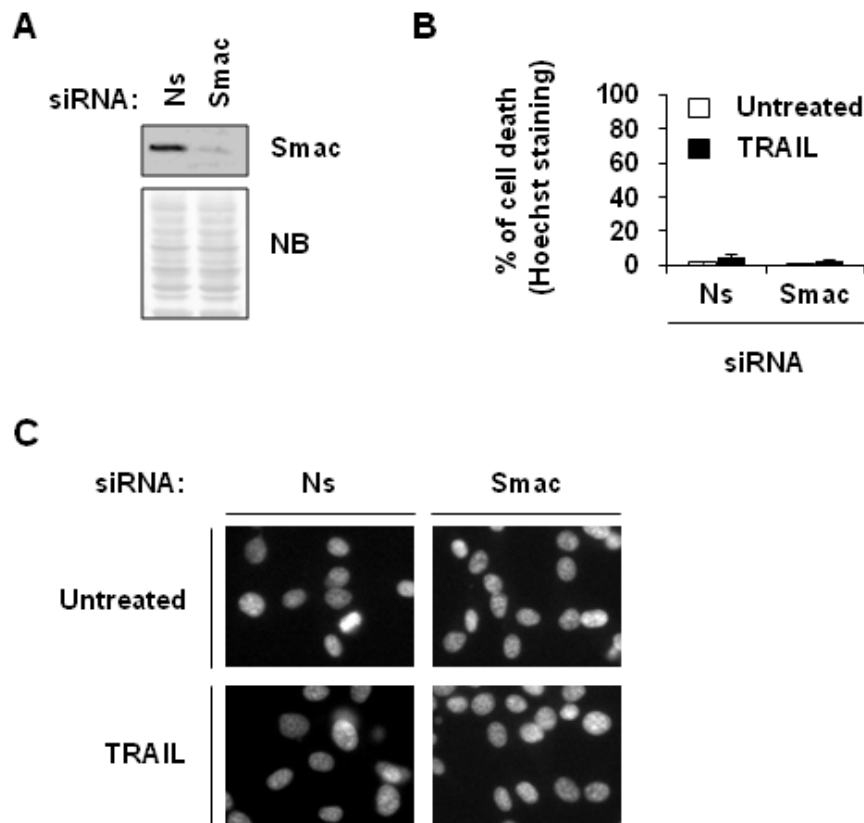 A
siRNA: Ns Smac
Smac
NB
B
% of cell death
(Hoechst staining)
100
80
60
40
20
0
Untreated
TRAIL
Ns Smac
siRNA
C
siRNA: Ns Smac
Untreated
TRAIL